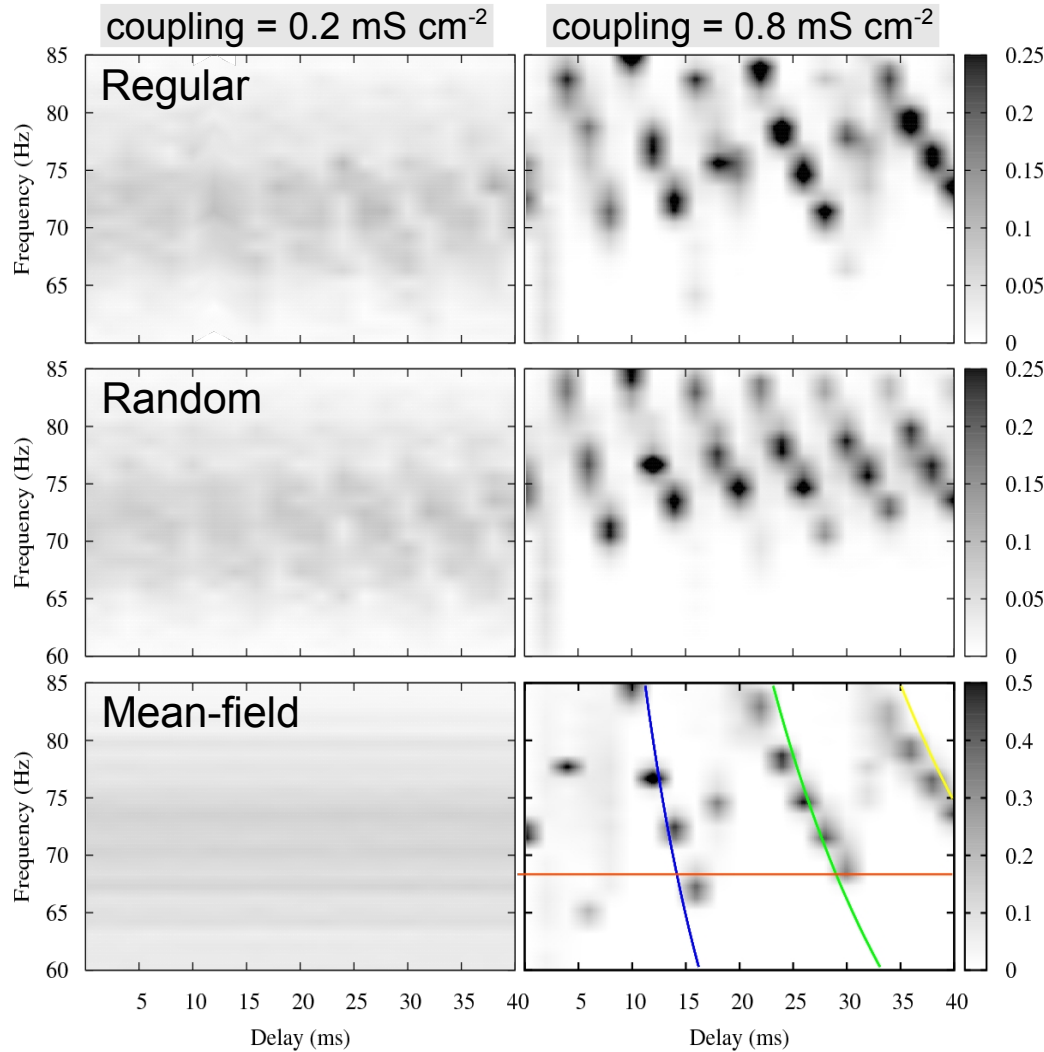 coupling = 0.2 mS cm-2
coupling = 0.8 mS cm-2
85
80
75
70
65
Frequency (Hz)
Regular
0.25
0.2
0.15
0.1
0.05
0
85
80
75
70
65
60
Frequency (Hz)
Random
0.25
0.2
0.15
0.1
0.05
0
85
80
75
70
65
60
Frequency (Hz)
Mean-field
0.5
0.4
0.3
0.2
0.1
0
5 10 15 20 25 30 35 40
5 10 15 20 25 30 35 40
Delay (ms)
Delay (ms)